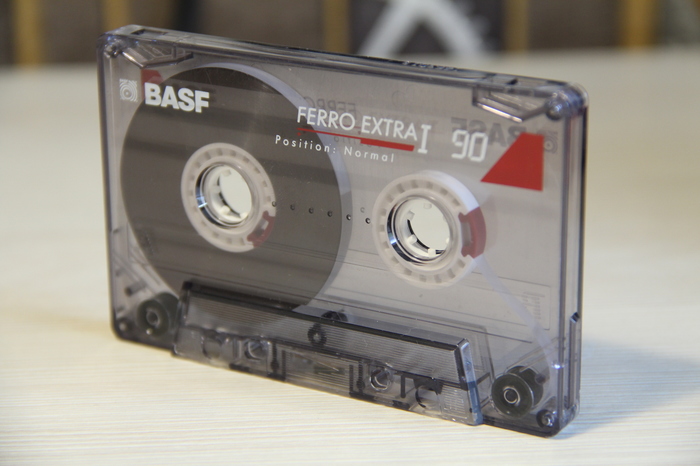 BASF
FERRO EXTRA I 90
Position: Normal